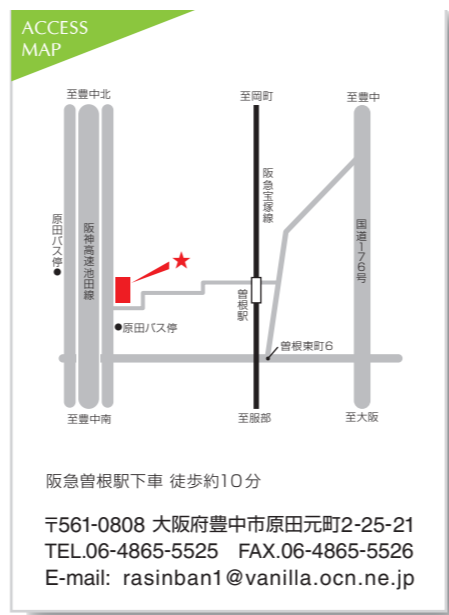 ACCESS
MAP
至豊中北
至岡町
至豊中
阪急宝塚線
原田バス停
阪神高速池田線
国道176号
★
曽根駅
原田バス停
曽根東町6
至豊中南
至服部
至大阪
阪急曽根駅下車 徒歩約10分
〒561-0808 大阪府豊中市原田元町2-25-21
TEL.06-4865-5525 FAX.06-4865-5526
E-mail: rasinban1@vanilla.ocn.ne.jp